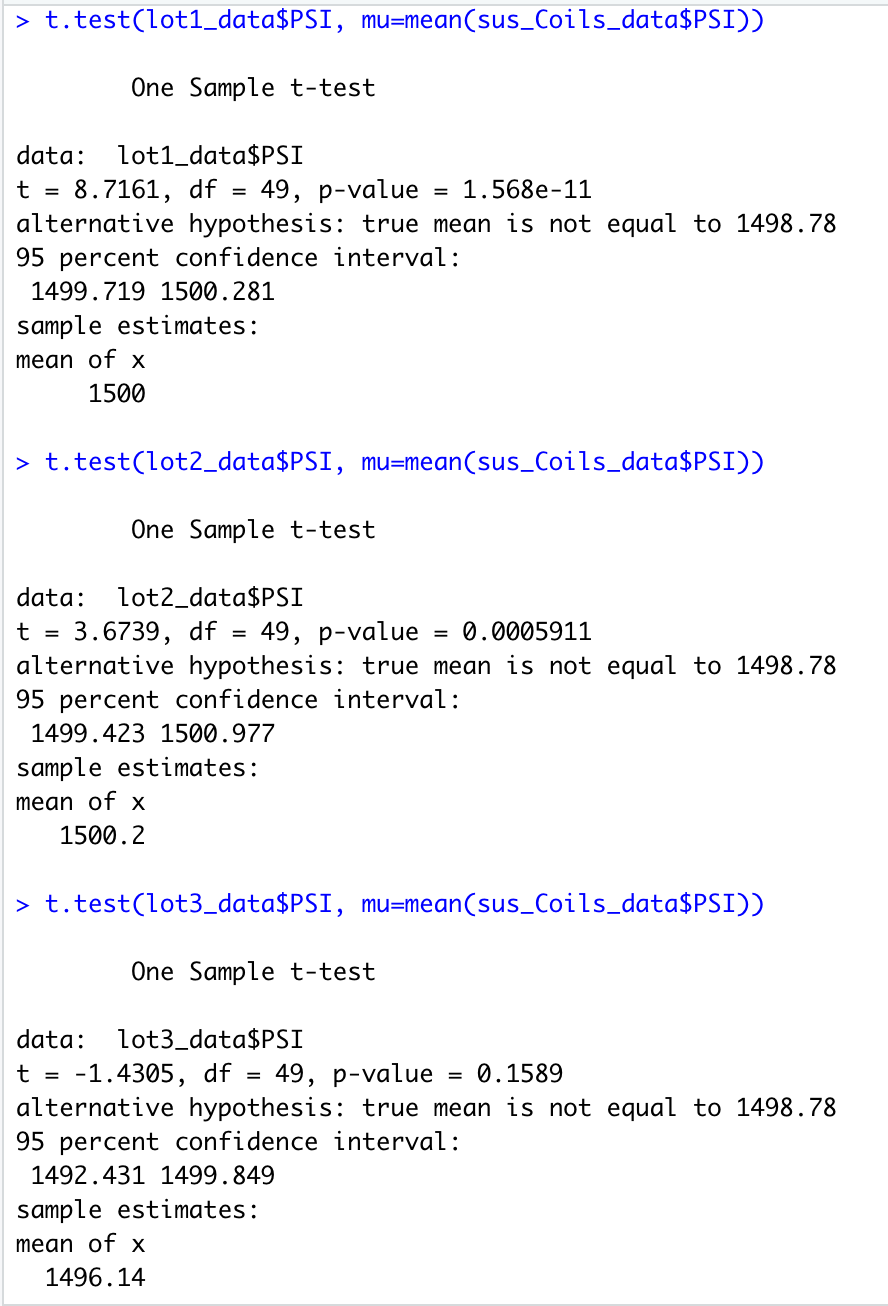 > t.test(lot1_data$PSI, mu=mean(sus_Coils_data$PSI))
One Sample t-test
data:  lot1_data$PSI
t = 8.7161, df = 49, p-value = 1.568e-11
alternative hypothesis: true mean is not equal to 1498.78
95 percent confidence interval:
1499.719 1500.281
sample estimates:
mean of x
1500
> t.test(lot2_data$PSI, mu=mean(sus_Coils_data$PSI))
One Sample t-test
data:  lot2_data$PSI
t = 3.6739, df = 49, p-value = 0.0005911
alternative hypothesis: true mean is not equal to 1498.78
95 percent confidence interval:
1499.423 1500.977
sample estimates:
mean of x
1500.2
> t.test(lot3_data$PSI, mu=mean(sus_Coils_data$PSI))
One Sample t-test
data:  lot3_data$PSI
t = -1.4305, df = 49, p-value = 0.1589
alternative hypothesis: true mean is not equal to 1498.78
95 percent confidence interval:
1492.431 1499.849
sample estimates:
mean of x
1496.14